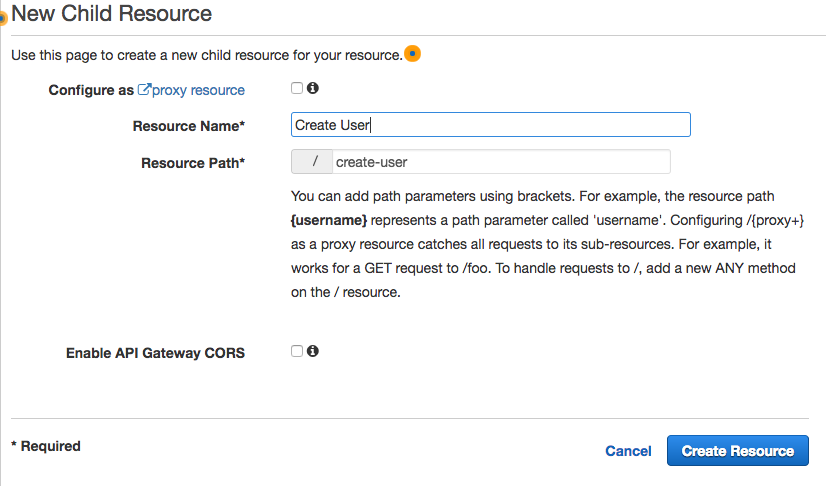 New Child Resource
Use this page to create a new child resource for your resource.
Configure as proxy resource
Resource Name* Create User
Resource Path* / create-user
You can add path parameters using brackets. For example, the resource path
{username} represents a path parameter called 'username'. Configuring /{proxy+}
as a proxy resource catches all requests to its sub-resources. For example, it
works for a GET request to /foo. To handle requests to /, add a new ANY method
on the / resource.
Enable API Gateway CORS
* Required
Cancel Create Resource